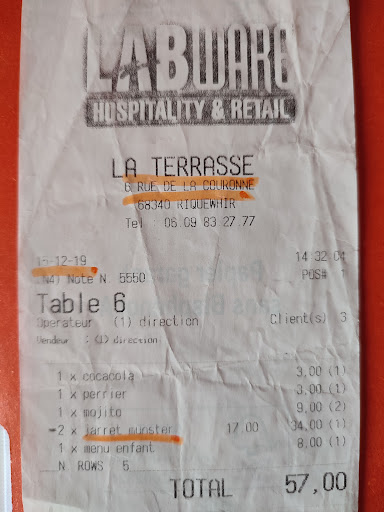 LABWARE
HOSPITALITY & RETAIL
LA TERRASSE
6 RUE DE LA COURONNE
68340 RIQUEWHIR
Tel 06 09 83 27 77
15-12-19 14:32:04
(N4) Note N. 5550 POS# 1
Table 6
Operateur (1) direction Client(s) 3
Vendeur : (1) direction
1 x cocacola 3,00 (1)
1 x perrier 3,00 (1)
1 x mojito 9,00 (2)
2 x jarret munster 17,00 34,00 (1)
1 x menu enfant 8,00 (1)
N. ROWS 5
TOTAL 57,00